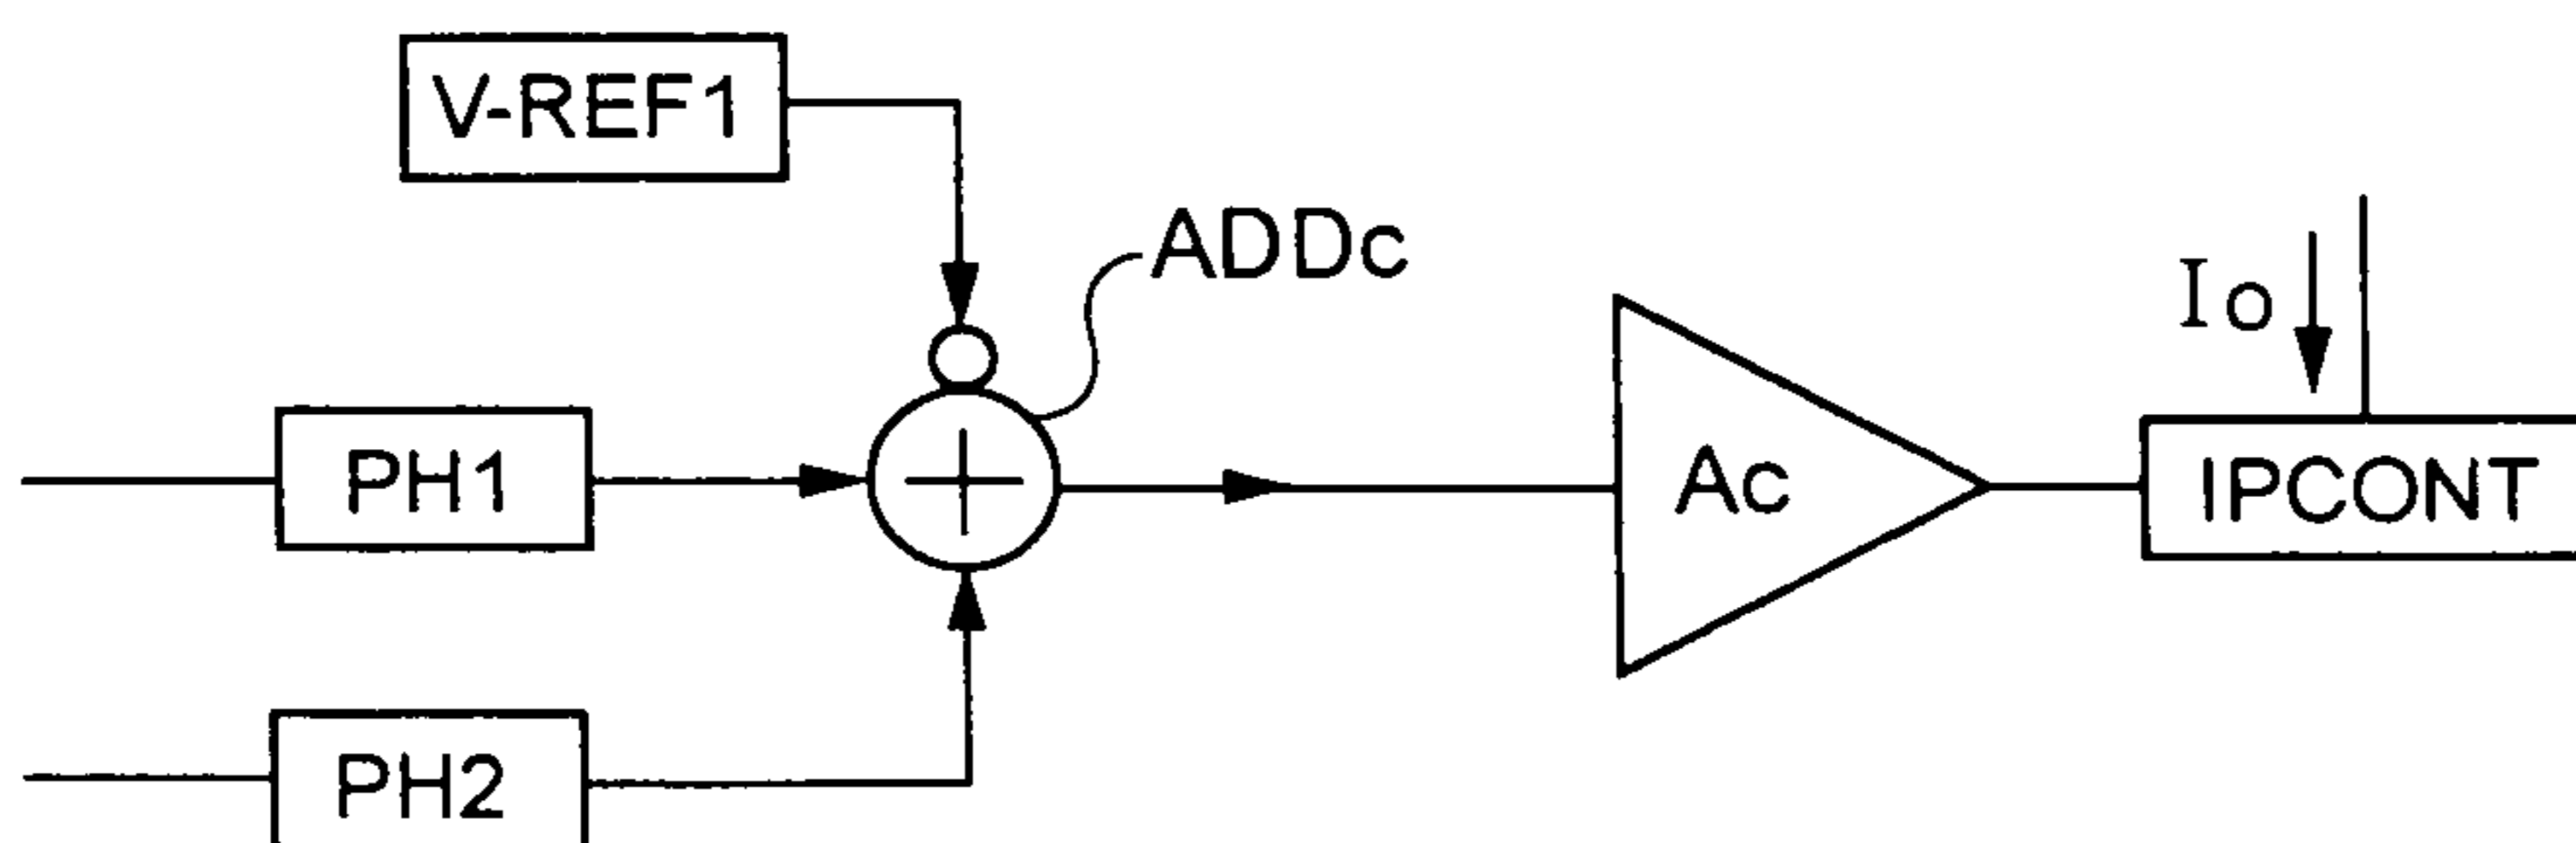 V-REF1
ADDc
Io
PH1
Ac
IPCONT
PH2